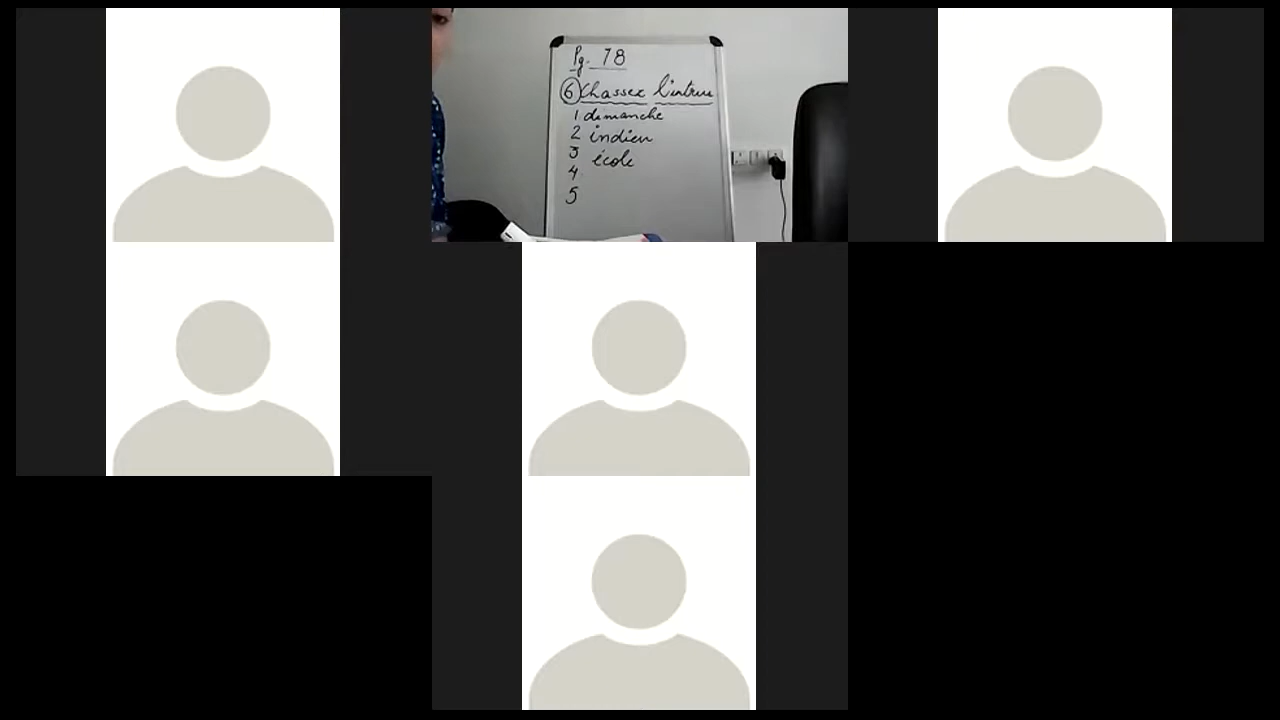 Pg. 78
6 Chassez l'intrus
1 dimanche
2 indien
3 école
4
5